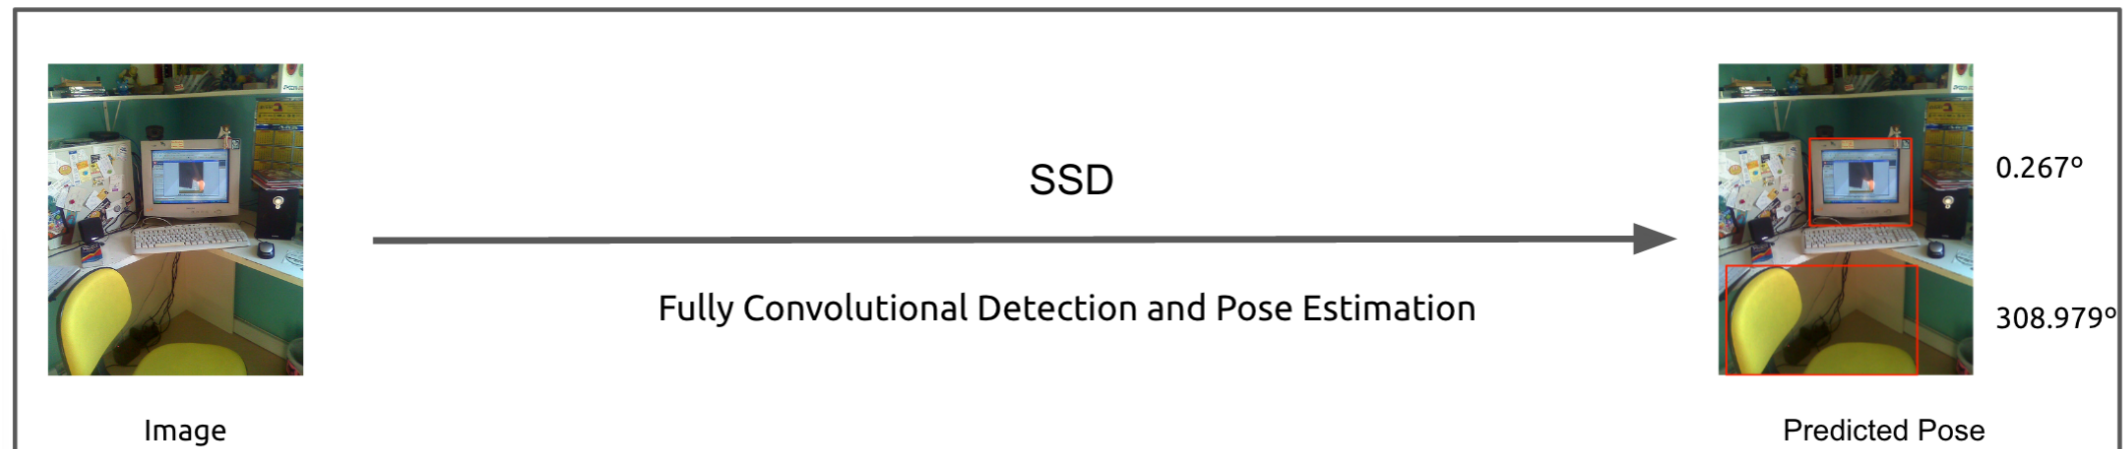 SSD
0.267°
Fully Convolutional Detection and Pose Estimation
308.979°
Image
Predicted Pose